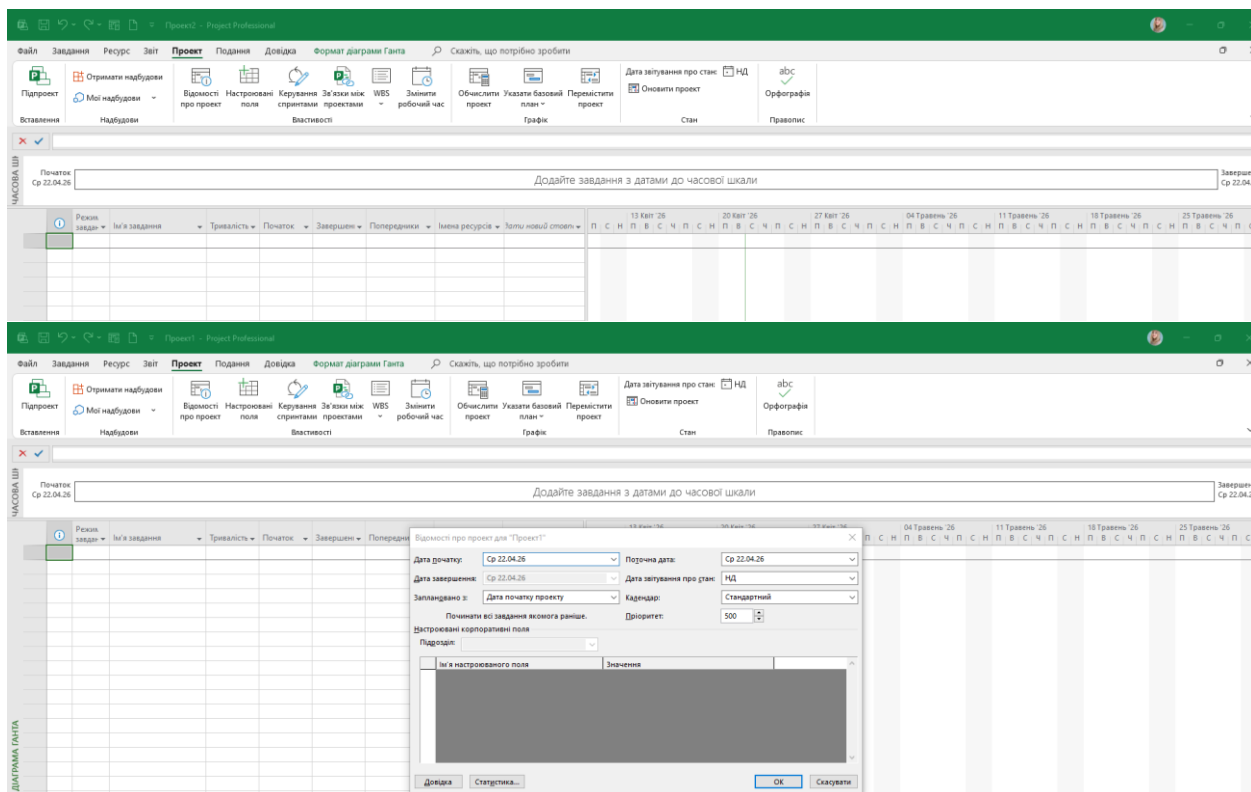 Проект2 - Project Professional
Файл Завдання Ресурс Звіт Проект Подання Довідка Формат діаграми Ганта Скажіть, що потрібно зробити
Підпроект
Отримати надбудови
Мої надбудови
Відомості про проект
Настроювані поля
Керування спринтами
Зв'язки між проектами
WBS
Змінити робочий час
Обчислити проект
Указати базовий план
Перемістити проект
Дата звітування про стан: НД
Оновити проект
abc
Орфографія
Вставлення Надбудови Властивості Графік Стан Правопис
ЧАСОВА
Початок
Ср 22.04.26
Додайте завдання з датами до часової шкали
Ср 22.04
Режим
Ім'я завдання Тривалість Початок Завершен Попередники Імена ресурсів
13 Квіт '26 20 Квіт '26 27 Квіт '26 04 Травень '26 11 Травень '26 18 Травень '26 25 Травень '26
П С Н П В С Ч П С Н П В С Ч П С Н П В С Ч П С Н П В С Ч П С Н П В С Ч П С Н П В С Ч П С Н П В С Ч П
Проект1 - Project Professional
Файл Завдання Ресурс Звіт Проект Подання Довідка Формат діаграми Ганта Скажіть, що потрібно зробити
Підпроект
Отримати надбудови
Мої надбудови
Відомості про проект
Настроювані поля
Керування спринтами
Зв'язки між проектами
WBS
Змінити робочий час
Обчислити проект
Указати базовий план
Перемістити проект
Дата звітування про стан: НД
Оновити проект
abc
Орфографія
Вставлення Надбудови Властивості Графік Стан Правопис
ЧАСОВА
Початок
Ср 22.04.26
Додайте завдання з датами до часової шкали
Ср 22.04.2
Режим
Ім'я завдання Тривалість Початок Завершен Попередни
04 Травень '26 11 Травень '26 18 Травень '26 25 Травень '26
П С Н П В С Ч П С Н П В С Ч П С Н П В С Ч П С Н П В С Ч П С
Відомості про проект для "Проект1"
Дата початку: Ср 22.04.26 Поточна дата: Ср 22.04.26
Дата завершення: Ср 22.04.26 Дата звітування про стан: НД
Заплановано з: Дата початку проекту Календар: Стандартний
Починати всі завдання якомога раніше. Пріоритет: 500
Настроювані корпоративні поля
Підрозділ:
Ім'я настроюваного поля Значення
Довідка Статистика... ОК Скасувати
ДІАГРАМА ГАНТА